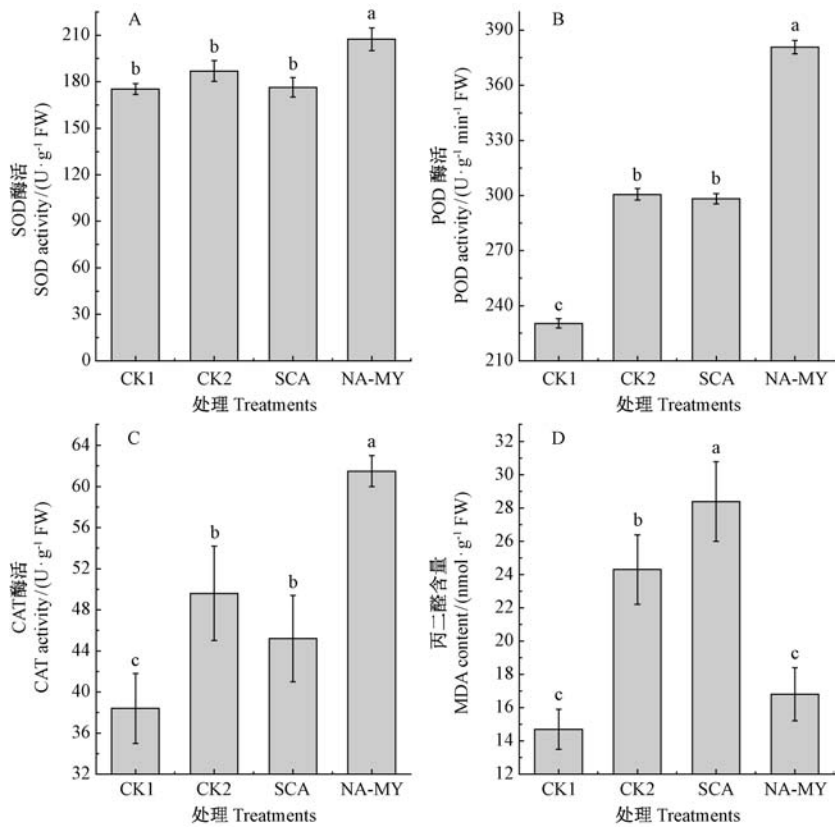 A
SOD酶活
SOD activity/(U·g⁻¹ FW)
210
180
150
120
90
60
30
0
b
b
b
a
CK1 CK2 SCA NA-MY
处理 Treatments
B
POD 酶活
POD activity/(U·g⁻¹ min⁻¹ FW)
390
360
330
300
270
240
210
c
b
b
a
CK1 CK2 SCA NA-MY
处理 Treatments
C
CAT酶活
CAT activity/(U·g⁻¹ FW)
64
60
56
52
48
44
40
36
32
c
b
b
a
CK1 CK2 SCA NA-MY
处理 Treatments
D
丙二醛含量
MDA content/(nmol·g⁻¹ FW)
32
30
28
26
24
22
20
18
16
14
12
c
b
a
c
CK1 CK2 SCA NA-MY
处理 Treatments